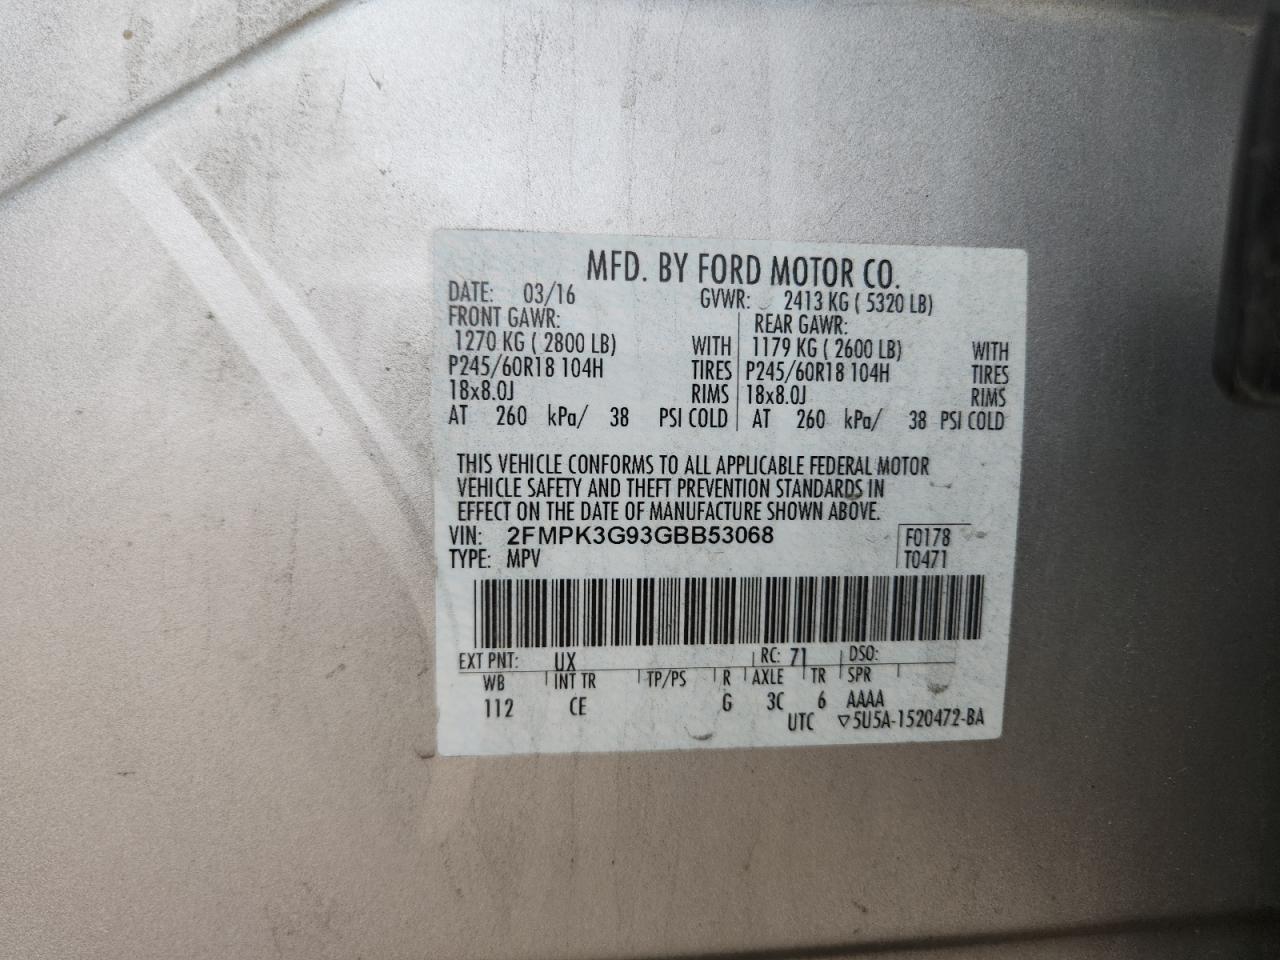 MFD. BY FORD MOTOR CO.
DATE: 03/16 GVWR: 2413 KG ( 5320 LB)
FRONT GAWR: REAR GAWR:
1270 KG ( 2800 LB) WITH 1179 KG ( 2600 LB) WITH
P245/60R18 104H TIRES P245/60R18 104H TIRES
18x8.0J RIMS 18x8.0J RIMS
AT 260 kPa/ 38 PSI COLD AT 260 kPa/ 38 PSI COLD
THIS VEHICLE CONFORMS TO ALL APPLICABLE FEDERAL MOTOR
VEHICLE SAFETY AND THEFT PREVENTION STANDARDS IN
EFFECT ON THE DATE OF MANUFACTURE SHOWN ABOVE.
VIN: 2FMPK3G93GBB53068 F0178
TYPE: MPV T0471
EXT PNT: UX RC: 71 DSO:
WB INT TR TP/PS R AXLE TR SPR
112 CE G 3C 6 AAAA
UTC ▽5U5A-1520472-BA